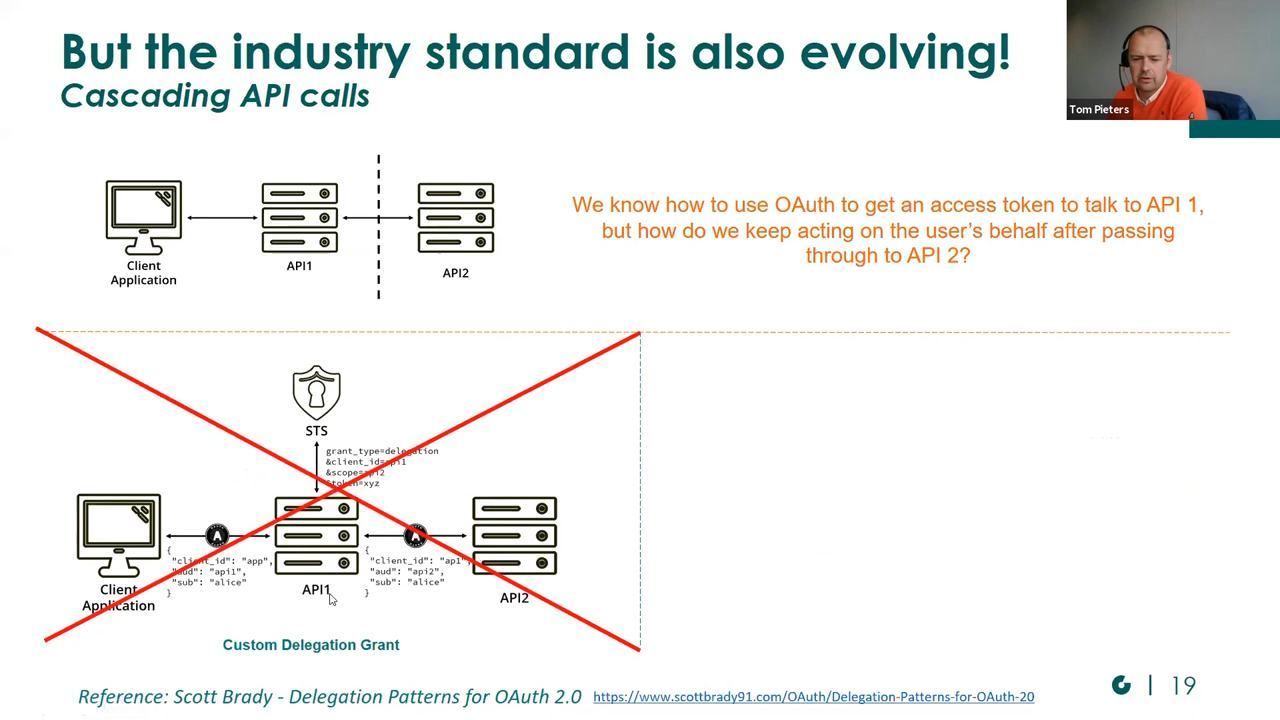 But the industry standard is also evolving!
Cascading API calls
Tom Pieters
Client
Application
API1
API2
We know how to use OAuth to get an access token to talk to API 1,
but how do we keep acting on the user's behalf after passing
through to API 2?
STS
grant_type=delegation
&client_id=api1
&scope=api2
&token=xyz
A
A
{
"client_id": "app",
"aud": "api1",
"sub": "alice"
}
{
"client_id": "ap1",
"aud": "api2",
"sub": "alice"
}
Client
Application
API1
API2
Custom Delegation Grant
Reference: Scott Brady - Delegation Patterns for OAuth 2.0
https://www.scottbrady91.com/OAuth/Delegation-Patterns-for-OAuth-20
| 19